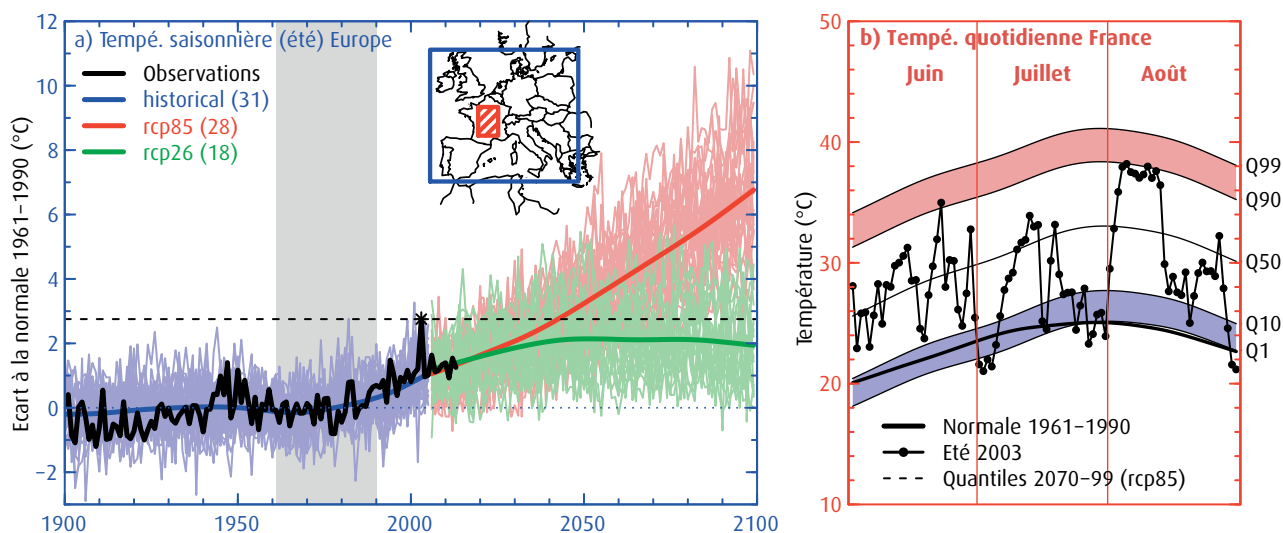 a) Tempé. saisonnière (été) Europe
Observations
historical (31)
rcp85 (28)
rcp26 (18)
Ecart à la normale 1961–1990 (°C)
12
10
8
6
4
2
0
−2
1900
1950
2000
2050
2100
b) Tempé. quotidienne France
Juin
Juillet
Août
Température (°C)
50
40
30
20
10
Q99
Q90
Q50
Q10
Q1
Normale 1961–1990
Eté 2003
Quantiles 2070–99 (rcp85)